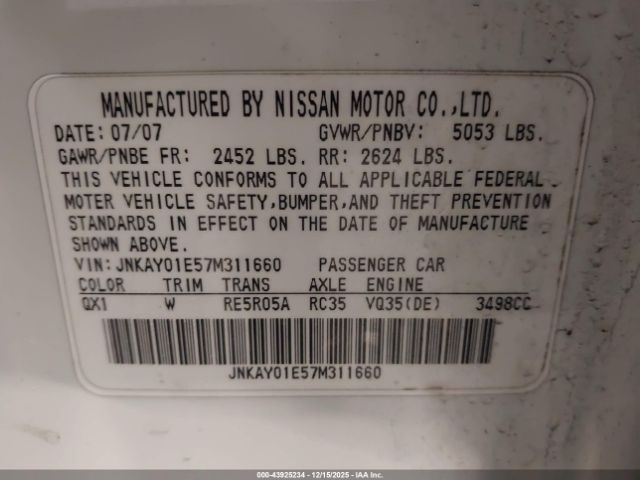 MANUFACTURED BY NISSAN MOTOR CO.,LTD.
DATE: 07/07 GVWR/PNBV: 5053 LBS.
GAWR/PNBE FR: 2452 LBS. RR: 2624 LBS.
THIS VEHICLE CONFORMS TO ALL APPLICABLE FEDERAL
MOTOR VEHICLE SAFETY,BUMPER,AND THEFT PREVENTION
STANDARDS IN EFFECT ON THE DATE OF MANUFACTURE
SHOWN ABOVE.
VIN:JNKAY01E57M311660 PASSENGER CAR
COLOR TRIM TRANS AXLE ENGINE
QX1 W RE5R05A RC35 VQ35(DE) 3498CC
JNKAY01E57M311660
000-43925234 - 12/15/2025 - IAA Inc.